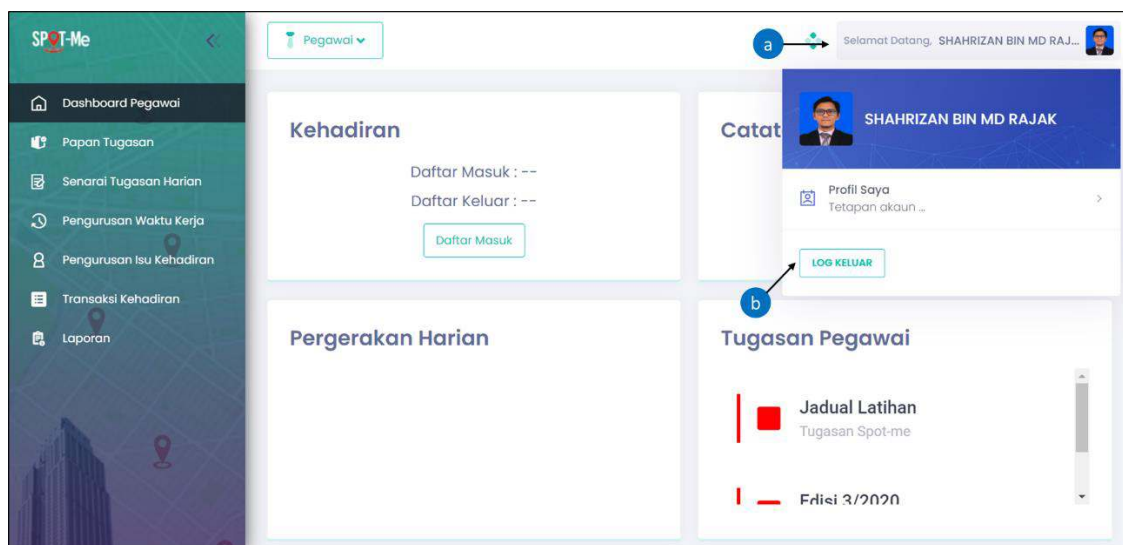 SPOT-Me
Pegawai
a
Selamat Datang, SHAHRIZAN BIN MD RAJ...
Dashboard Pegawai
Papan Tugasan
Senarai Tugasan Harian
Pengurusan Waktu Kerja
Pengurusan Isu Kehadiran
Transaksi Kehadiran
Laporan
Kehadiran
Daftar Masuk : --
Daftar Keluar : --
Daftar Masuk
Catat
SHAHRIZAN BIN MD RAJAK
Profil Saya
Tetapan akaun ...
LOG KELUAR
b
Pergerakan Harian
Tugasan Pegawai
Jadual Latihan
Tugasan Spot-me
Edisi 3/2020